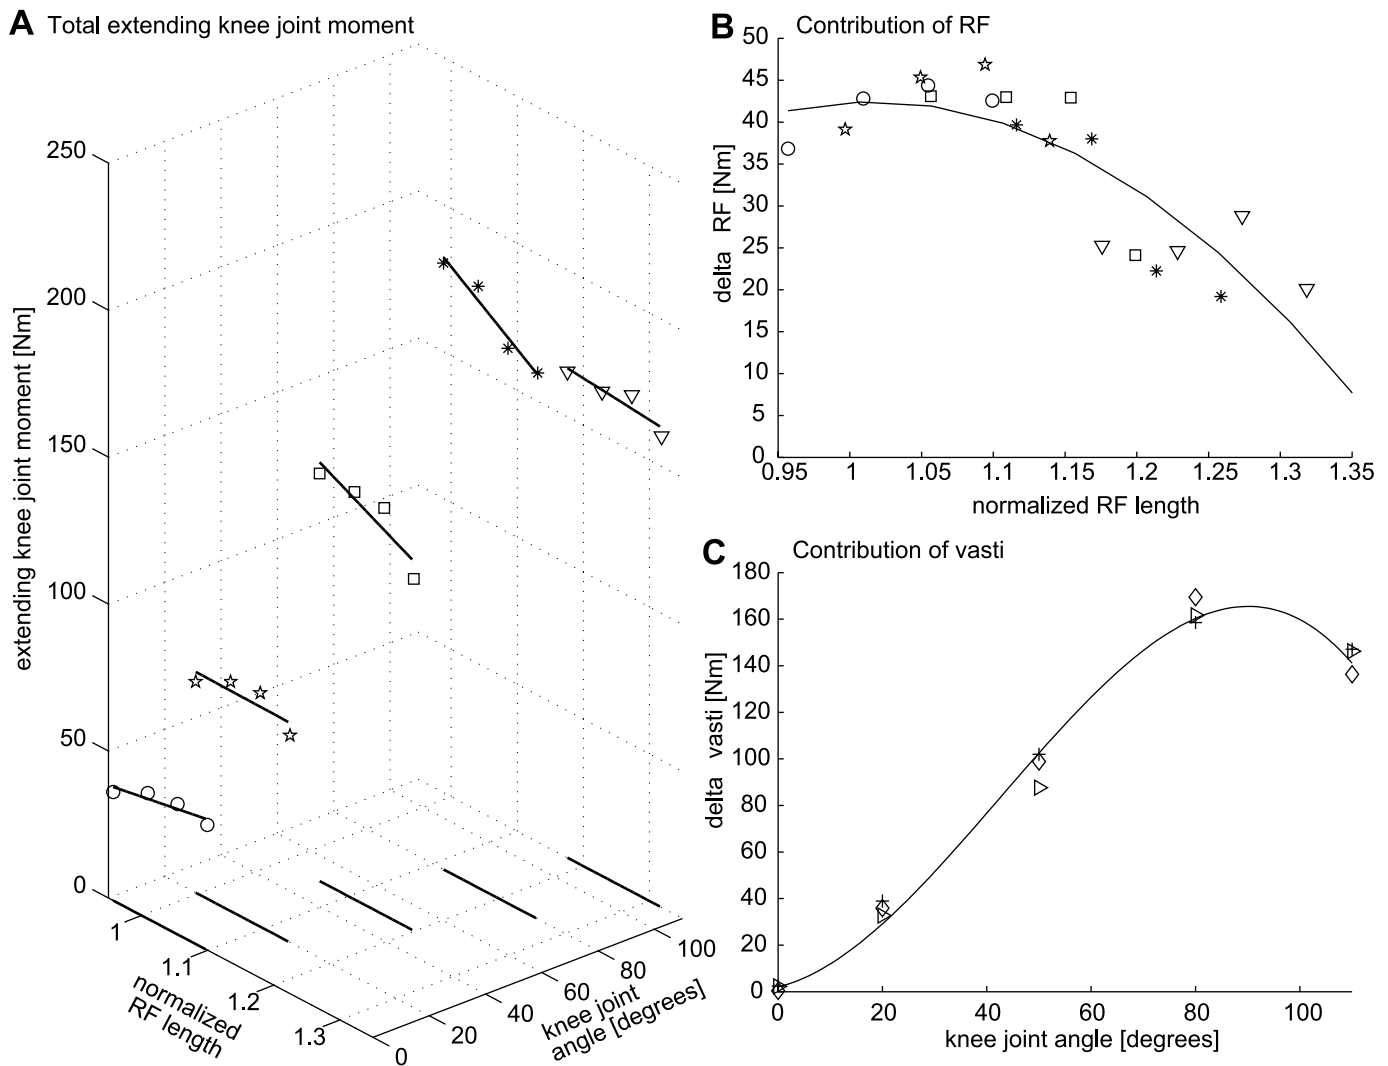 A Total extending knee joint moment
250
200
150
100
50
0
extending knee joint moment [Nm]
1
1.1
1.2
1.3
normalized
RF length
0
20
40
60
80
100
knee joint
angle [degrees]
B Contribution of RF
50
45
40
35
30
25
20
15
10
5
0
delta RF [Nm]
0.95 1 1.05 1.1 1.15 1.2 1.25 1.3 1.35
normalized RF length
C Contribution of vasti
180
160
140
120
100
80
60
40
20
0
delta vasti [Nm]
0 20 40 60 80 100
knee joint angle [degrees]